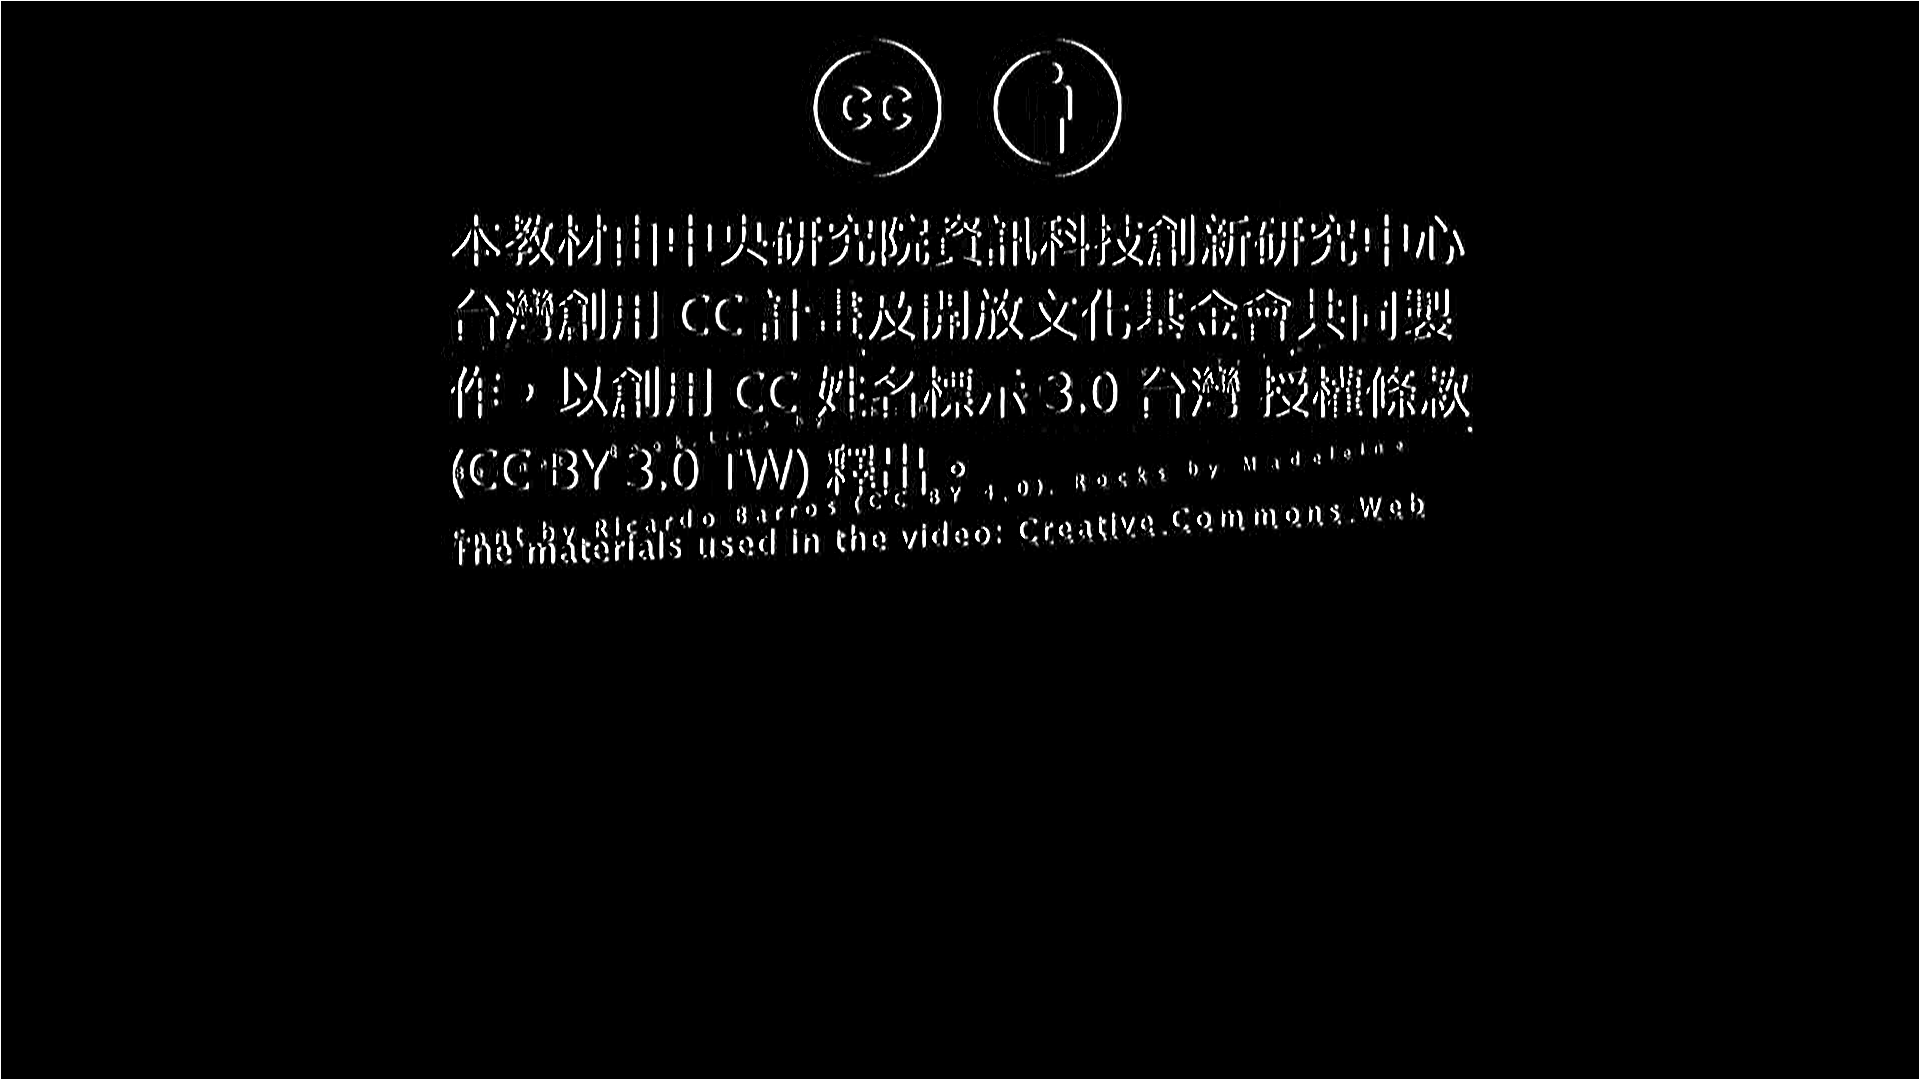 cc
本教材由中央研究院資訊科技創新研究中心
台灣創用 CC 計畫及開放文化基金會共同製
作，以創用 CC 姓名標示 3.0 台灣 授權條款
(CC BY 3.0 TW) 釋出。
The materials used in the video: Creative.Commons.Web
font by Ricardo Barros (CC BY 4.0). Rocks by Madeleine